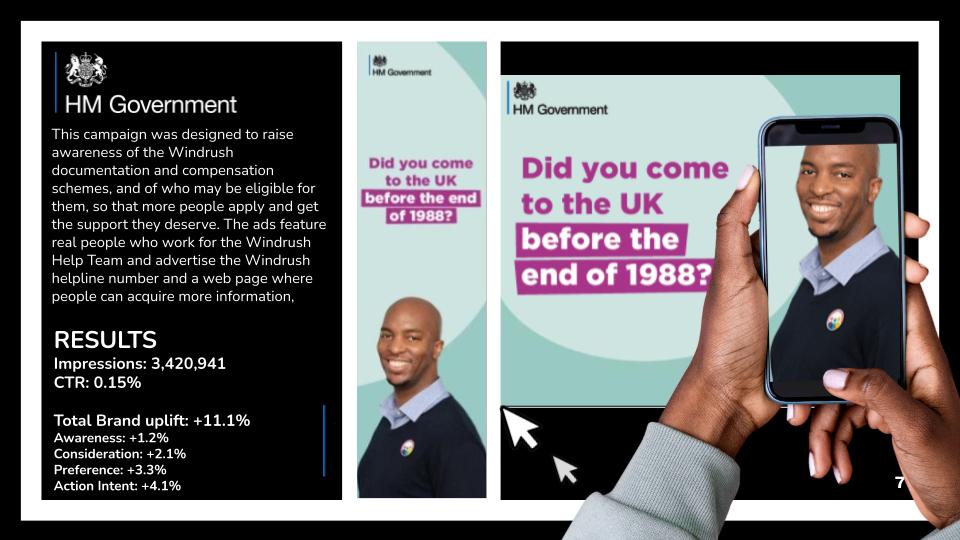 HM Government
This campaign was designed to raise
awareness of the Windrush
documentation and compensation
schemes, and of who may be eligible for
them, so that more people apply and get
the support they deserve. The ads feature
real people who work for the Windrush
Help Team and advertise the Windrush
helpline number and a web page where
people can acquire more information,
RESULTS
Impressions: 3,420,941
CTR: 0.15%
Total Brand uplift: +11.1%
Awareness: +1.2%
Consideration: +2.1%
Preference: +3.3%
Action Intent: +4.1%
HM Government
Did you come
to the UK
before the end
of 1988?
HM Government
Did you come
to the UK
before the
end of 1988?
7